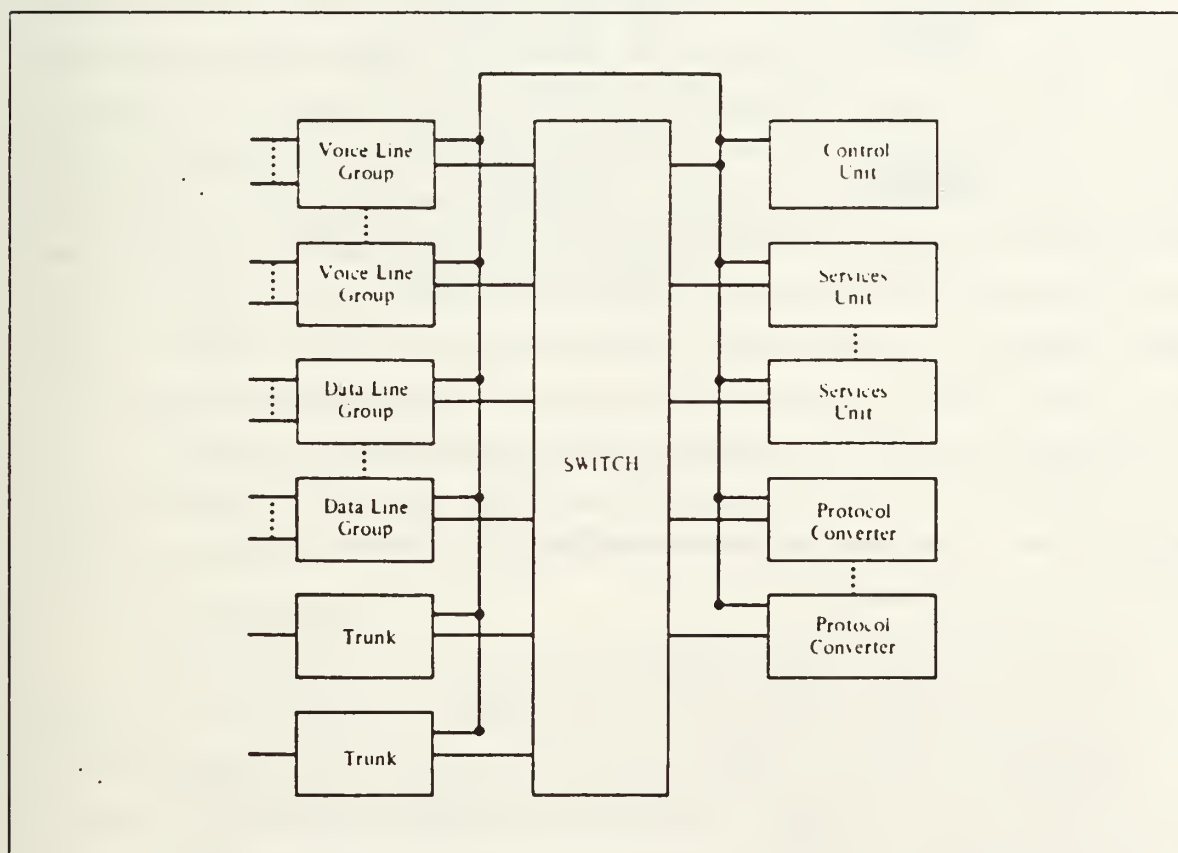 Voice Line
Group
Voice Line
Group
Data Line
Group
Data Line
Group
Trunk
Trunk
SWITCH
Control
Unit
Services
Unit
Services
Unit
Protocol
Converter
Protocol
Converter